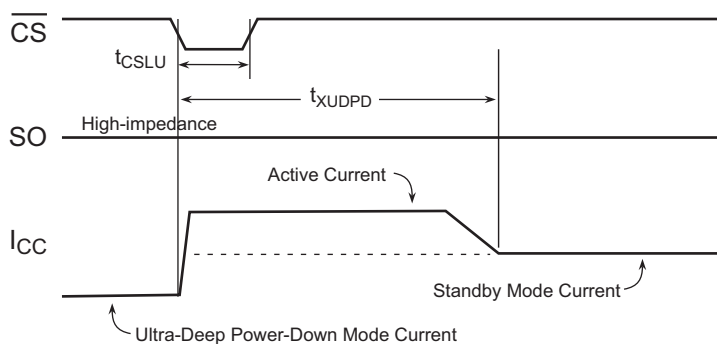 CS
tCSLU
tXUDPD
High-impedance
SO
Active Current
ICC
Standby Mode Current
Ultra-Deep Power-Down Mode Current